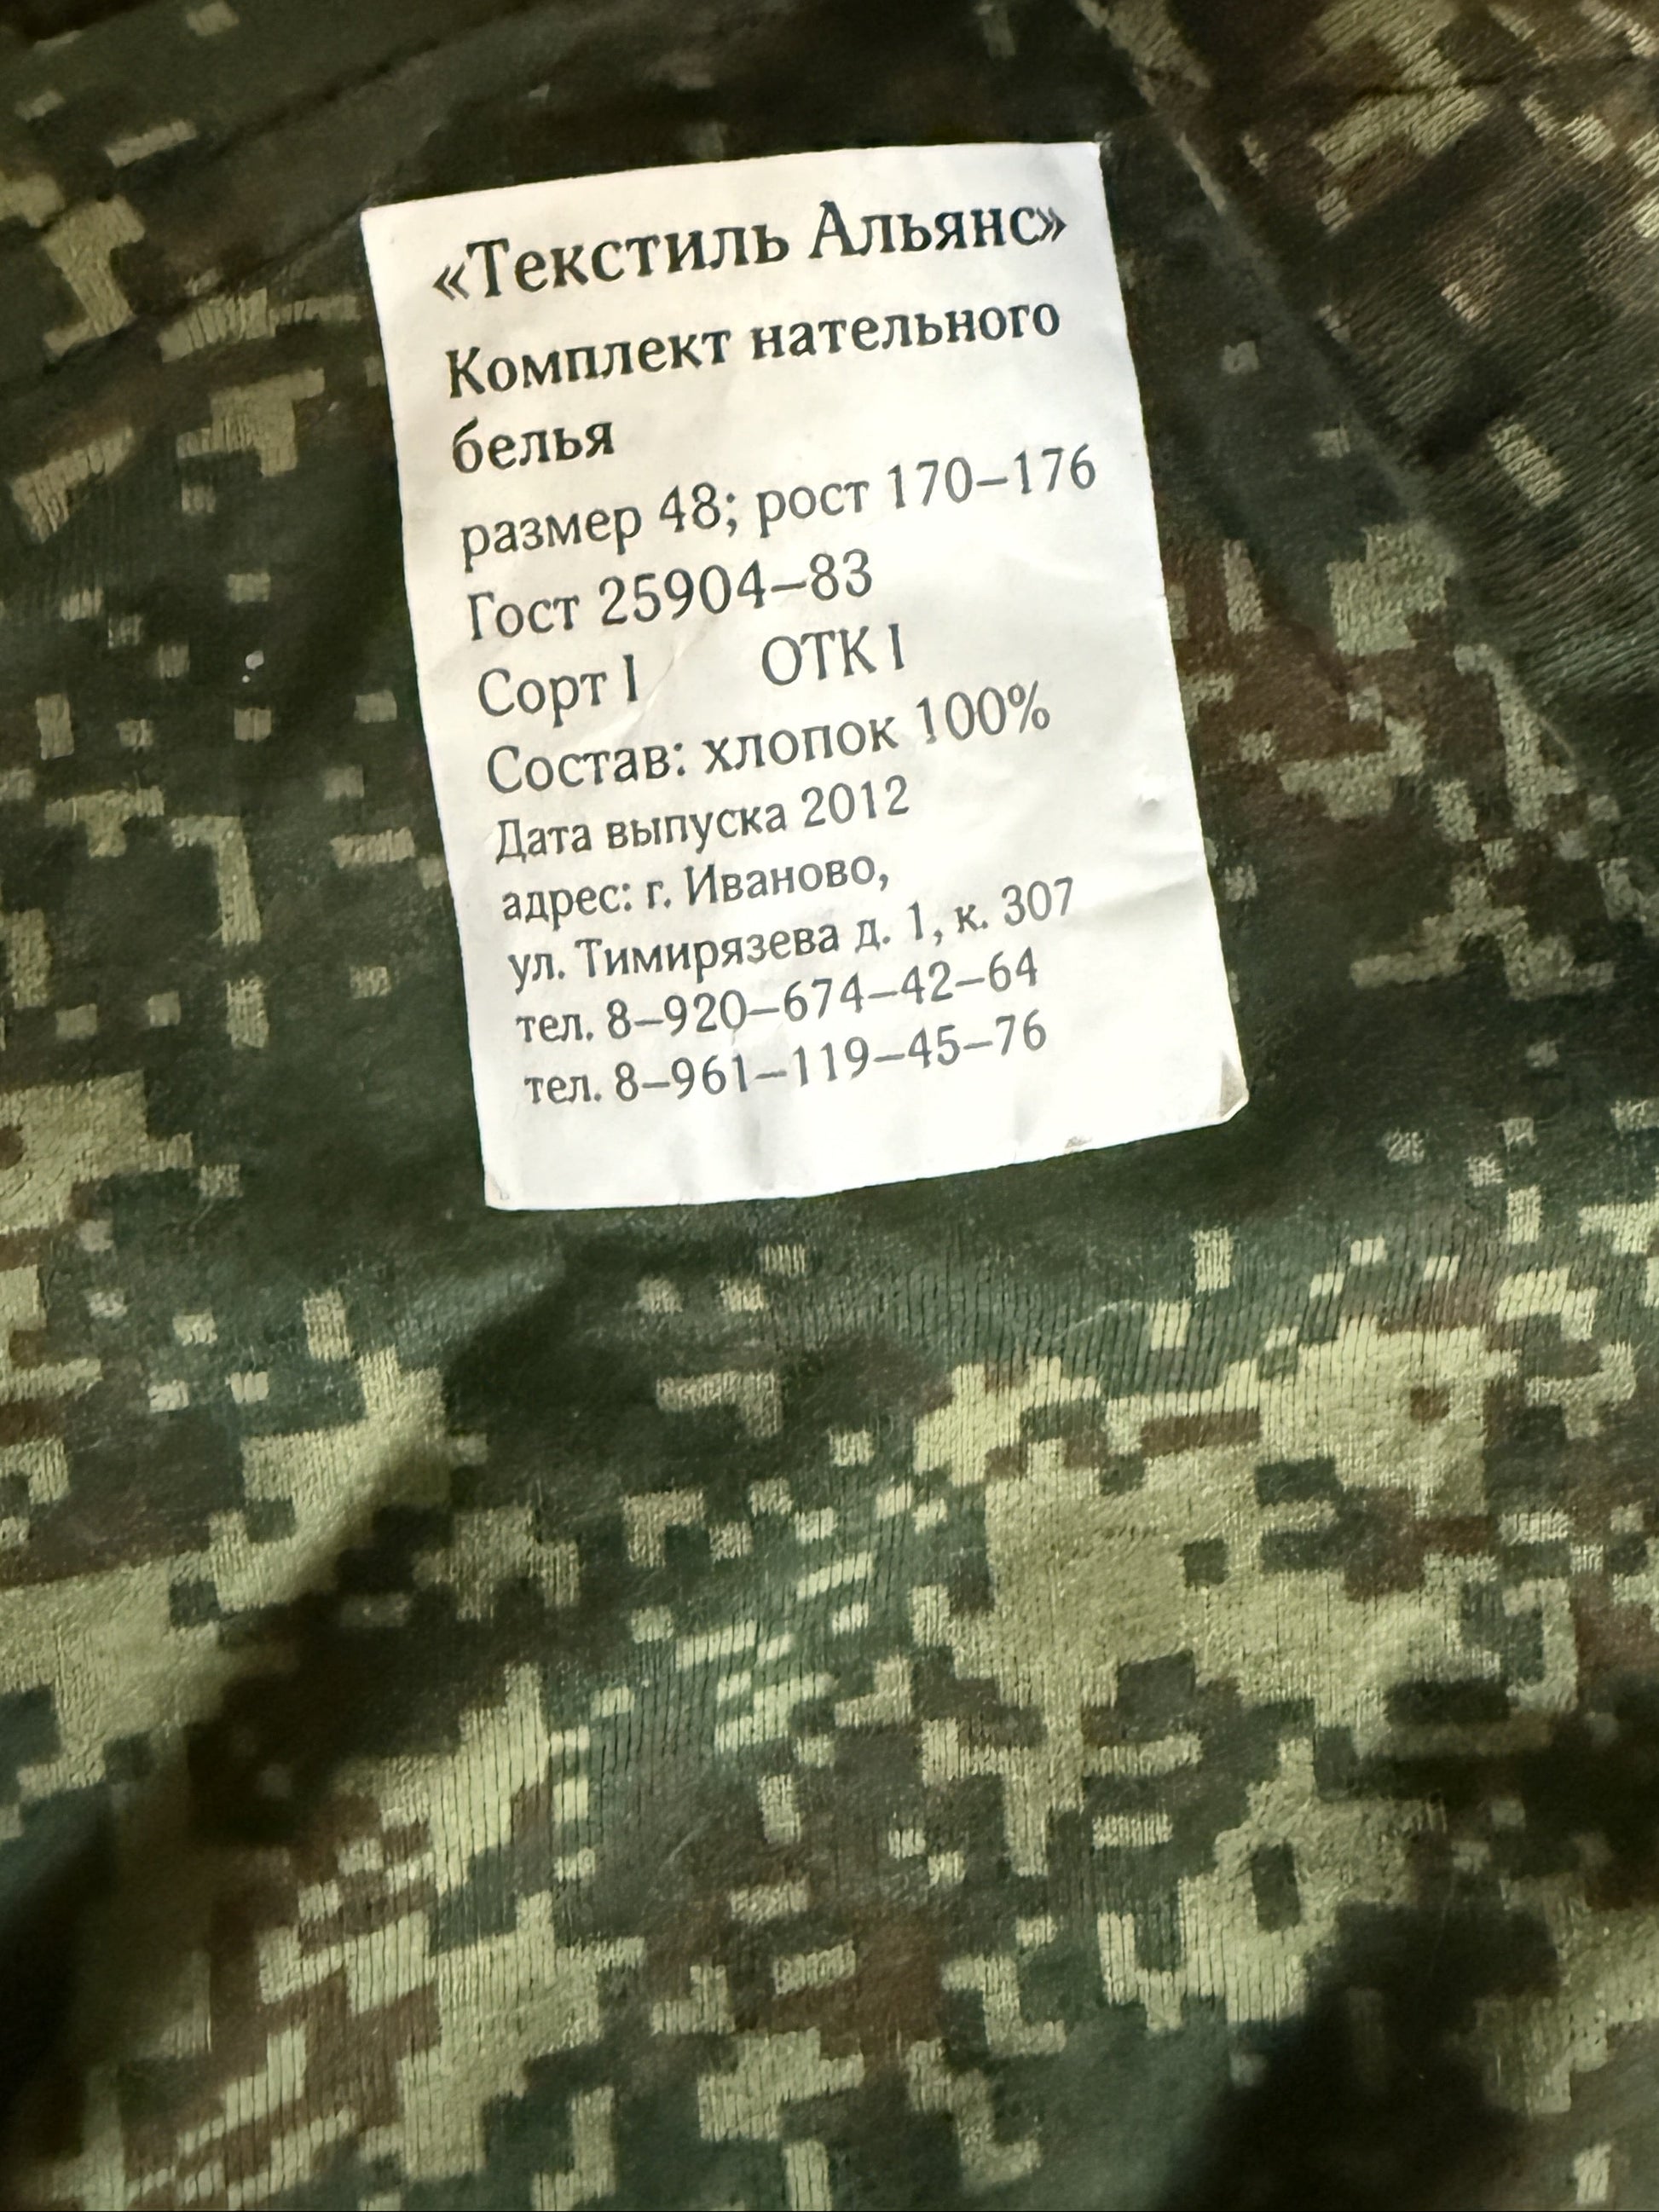 «Текстиль Альянс»
Комплект нательного
белья
размер 48; рост 170–176
Гост 25904–83
Сорт I ОТК I
Состав: хлопок 100%
Дата выпуска 2012
адрес: г. Иваново,
ул. Тимирязева д. 1, к. 307
тел. 8–920–674–42–64
тел. 8–961–119–45–76